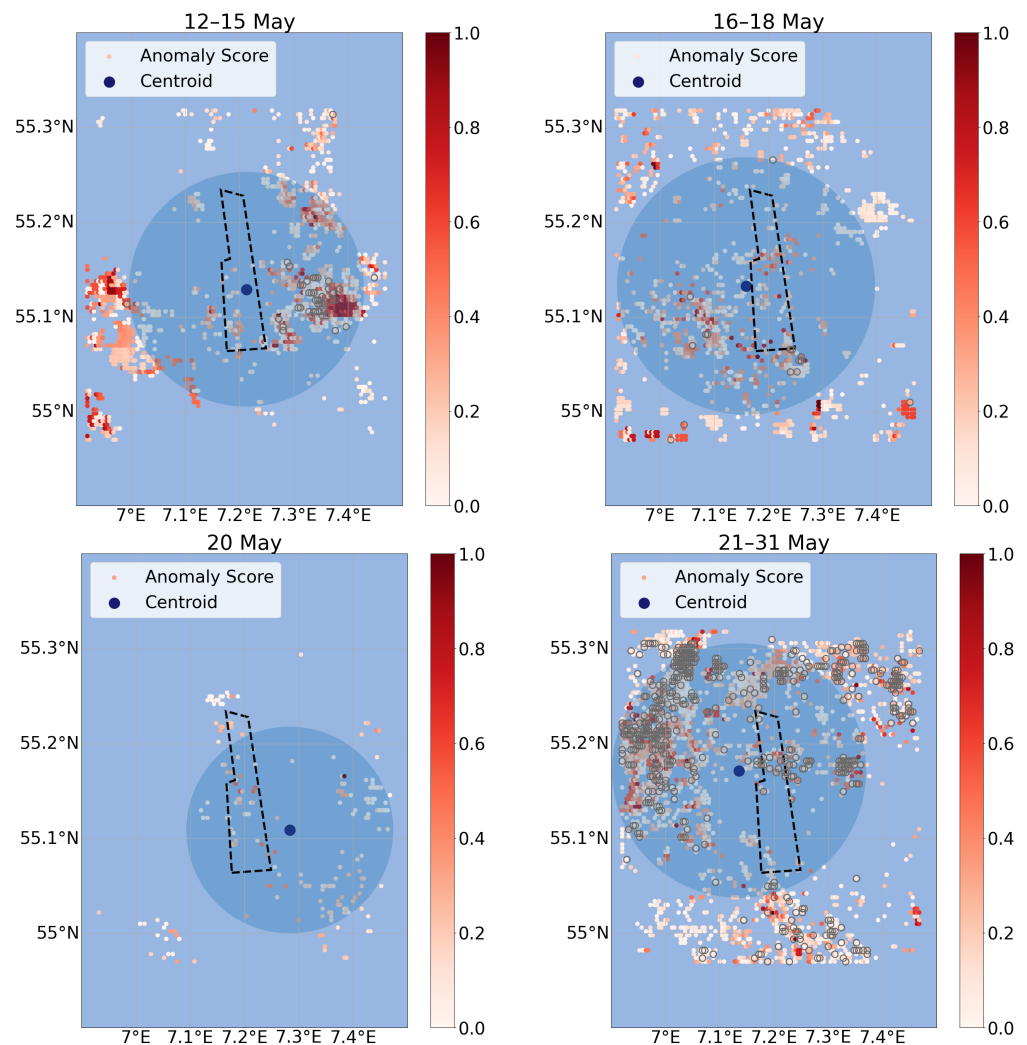 12–15 May
Anomaly Score
Centroid
55.3°N
55.2°N
55.1°N
55°N
7°E
7.1°E
7.2°E
7.3°E
7.4°E
1.0
0.8
0.6
0.4
0.2
0.0
16–18 May
Anomaly Score
Centroid
55.3°N
55.2°N
55.1°N
55°N
7°E
7.1°E
7.2°E
7.3°E
7.4°E
1.0
0.8
0.6
0.4
0.2
0.0
20 May
Anomaly Score
Centroid
55.3°N
55.2°N
55.1°N
55°N
7°E
7.1°E
7.2°E
7.3°E
7.4°E
1.0
0.8
0.6
0.4
0.2
0.0
21–31 May
Anomaly Score
Centroid
55.3°N
55.2°N
55.1°N
55°N
7°E
7.1°E
7.2°E
7.3°E
7.4°E
1.0
0.8
0.6
0.4
0.2
0.0